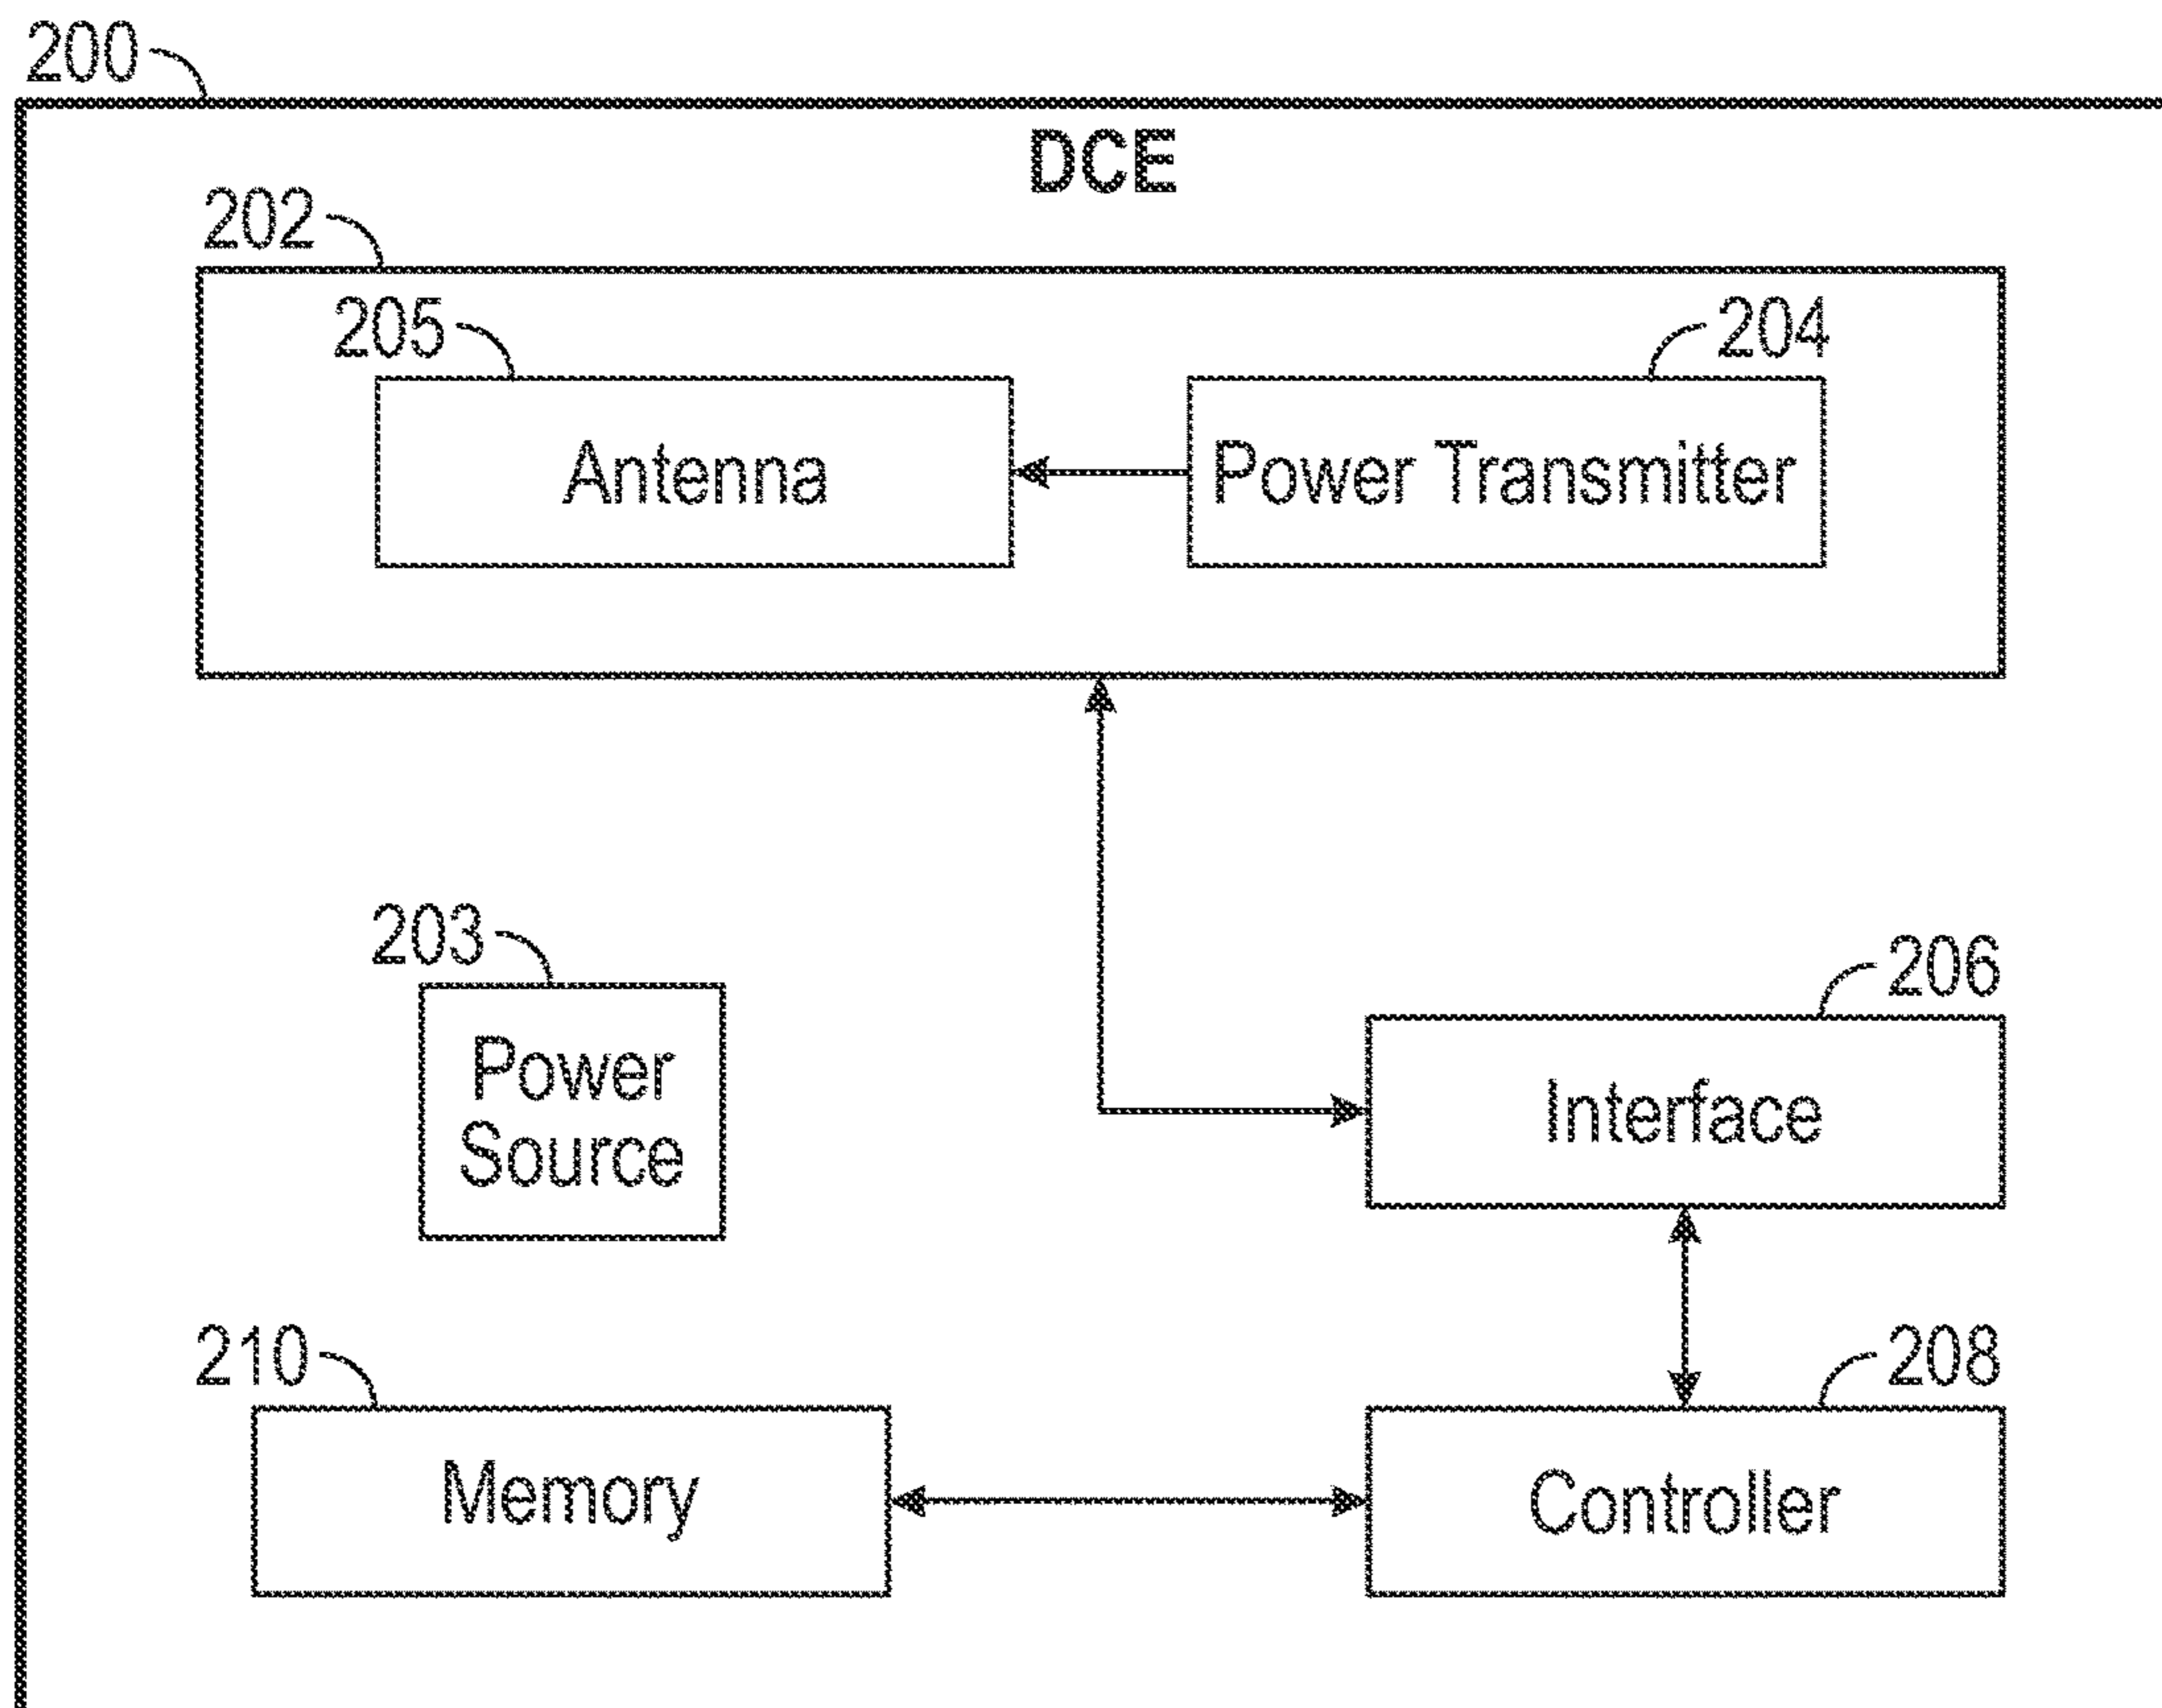 200
DCE
202
205
204
Antenna
Power Transmitter
203
206
Power
Source
Interface
210
208
Memory
Controller